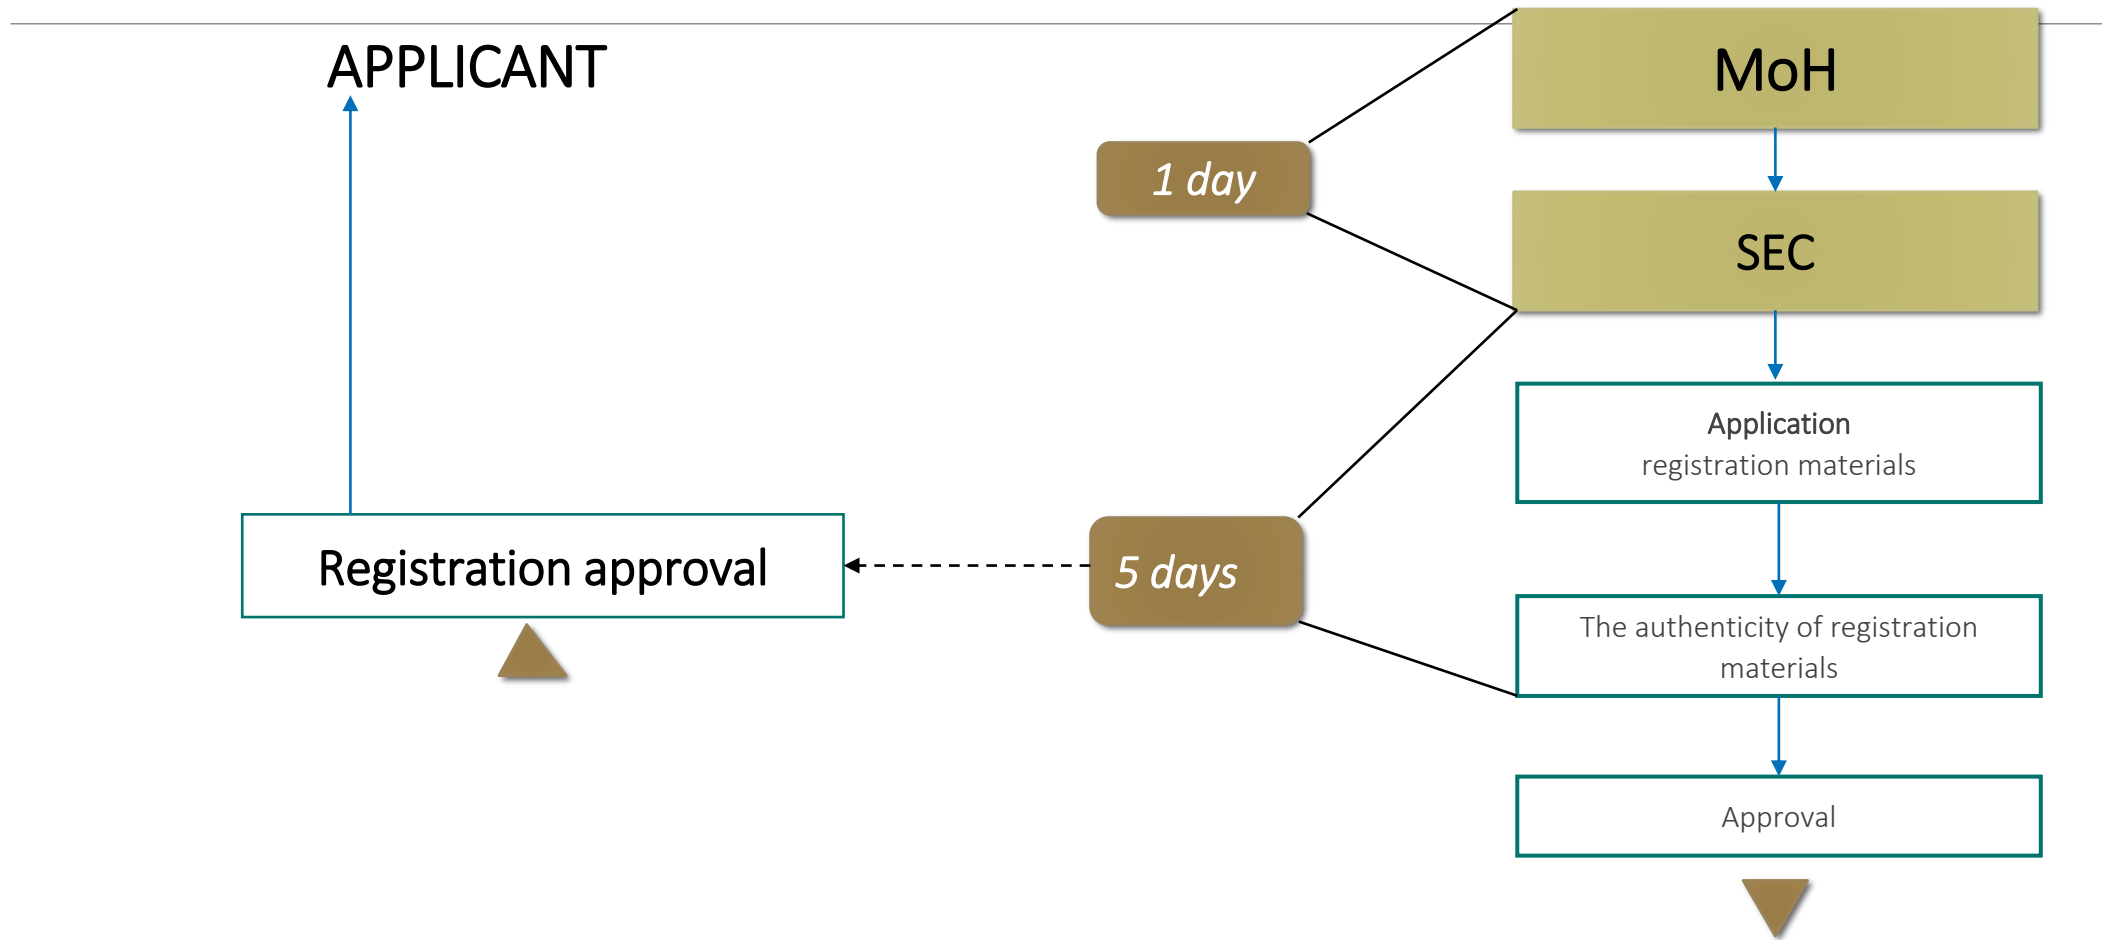 APPLICANT
MoH
1 day
SEC
Application
registration materials
Registration approval
5 days
The authenticity of registration
materials
Approval